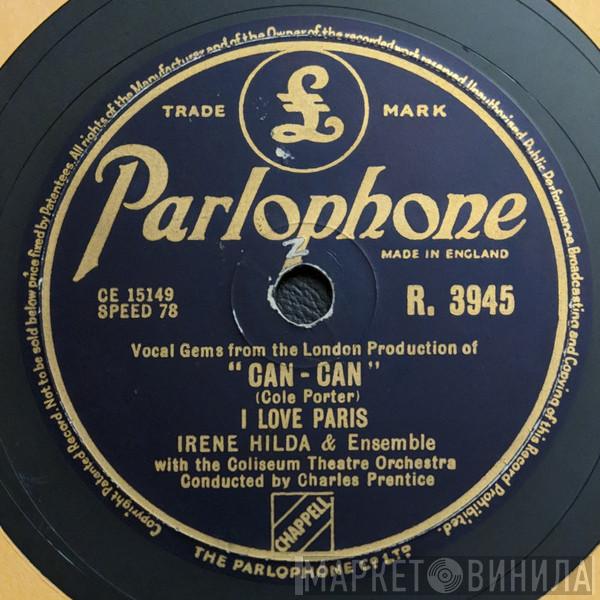 Patentees. All rights of the Manufacturer and of the Owner of the recorded work reserved. Unauthorised Public Performance, Broadcasting and Copying of this Record Prohibited.
Copyright Patented Record. Not to be sold below price fixed by
TRADE £ MARK
Parlophone
MADE IN ENGLAND
CE 15149
SPEED 78
R. 3945
Vocal Gems from the London Production of
"CAN - CAN"
(Cole Porter)
I LOVE PARIS
IRENE HILDA & Ensemble
with the Coliseum Theatre Orchestra
Conducted by Charles Prentice
CHAPPELL
THE PARLOPHONE CO LTD
МАРКЕТ ВИНИЛА